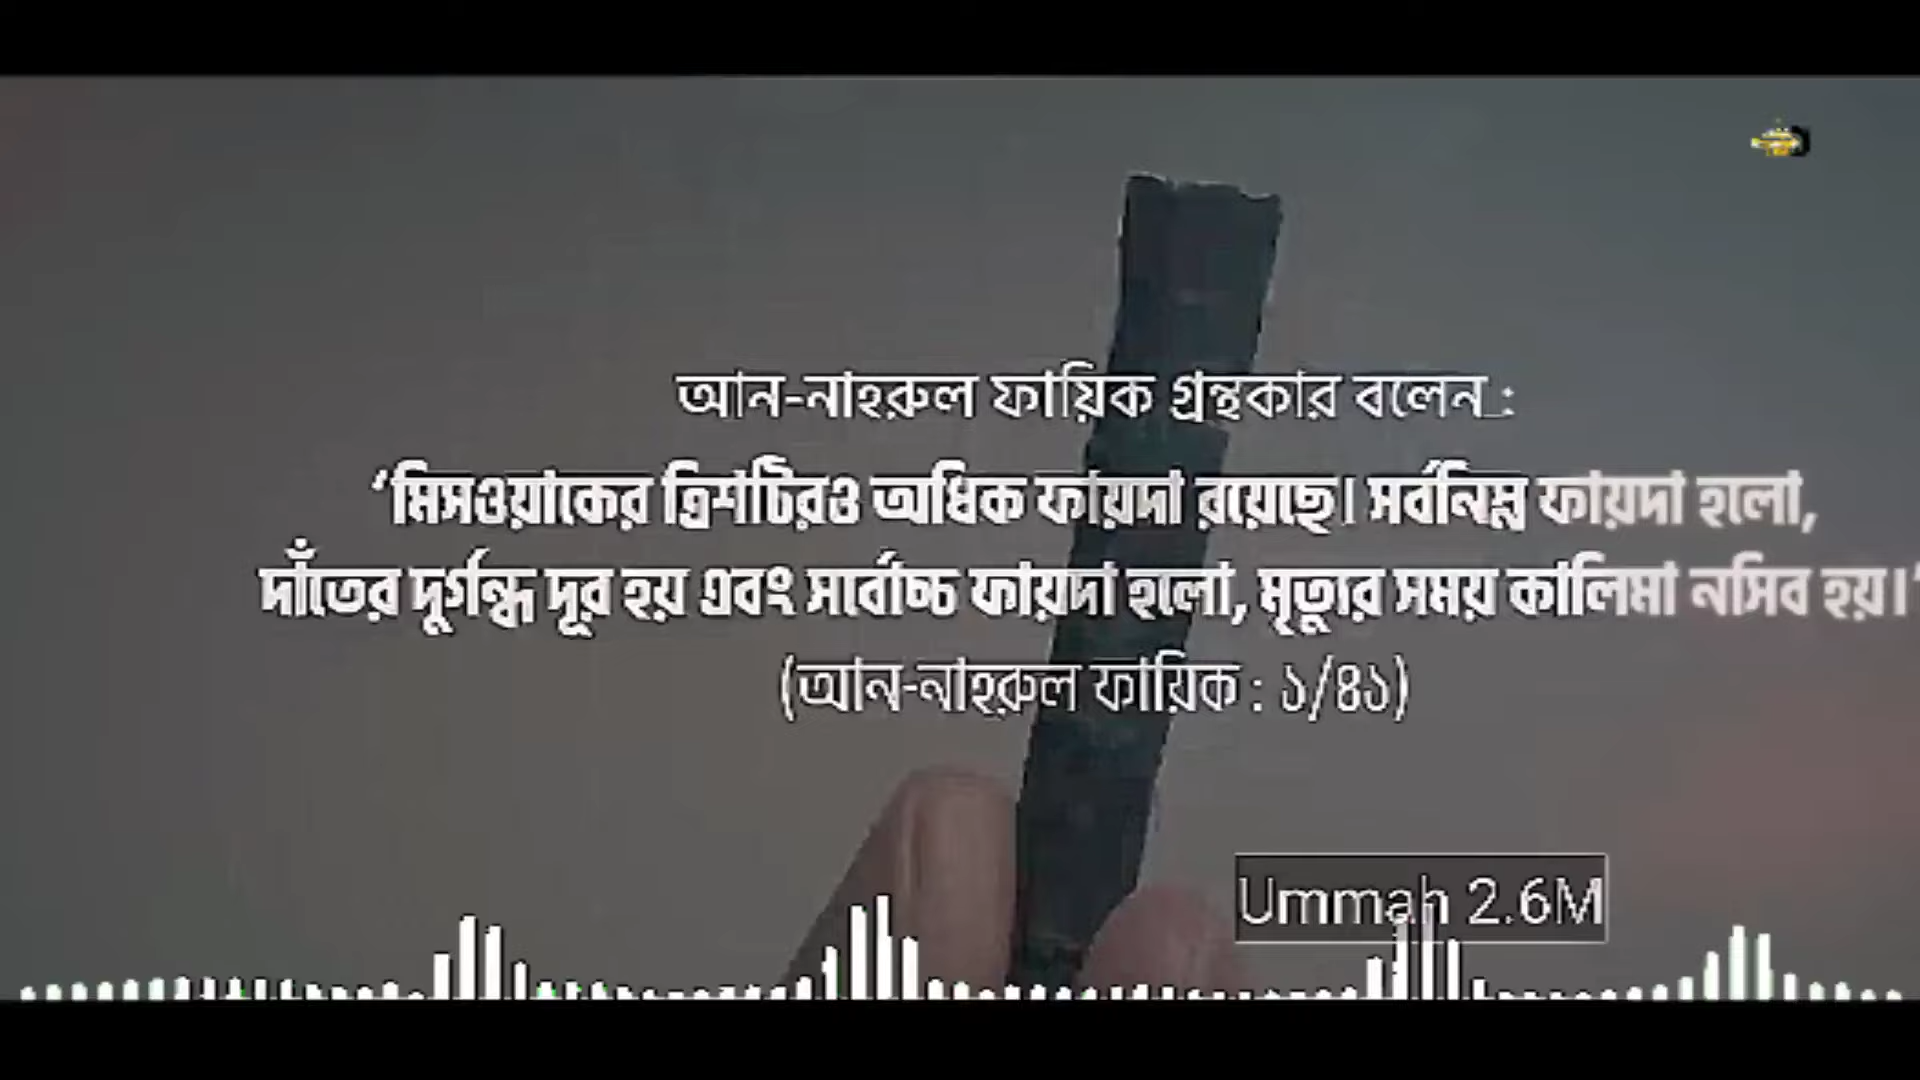 আন-নাহরুল ফায়িক গ্রন্থকার বলেন :
‘মিসওয়াকের ত্রিশটিরও অধিক ফায়দা রয়েছে। সর্বনিম্ন ফায়দা হলো,
দাঁতের দুর্গন্ধ দূর হয় এবং সর্বোচ্চ ফায়দা হলো, মৃত্যুর সময় কালিমা নসিব হয়।’
(আন-নাহরুল ফায়িক : ১/৪১)
Ummah 2.6M